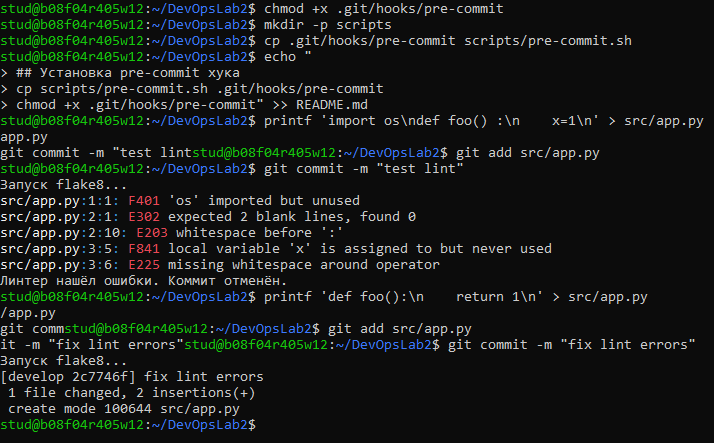 stud@b08f04r405w12:~/DevOpsLab2$ chmod +x .git/hooks/pre-commit
stud@b08f04r405w12:~/DevOpsLab2$ mkdir -p scripts
stud@b08f04r405w12:~/DevOpsLab2$ cp .git/hooks/pre-commit scripts/pre-commit.sh
stud@b08f04r405w12:~/DevOpsLab2$ echo "
> ## Установка pre-commit хука
> cp scripts/pre-commit.sh .git/hooks/pre-commit
> chmod +x .git/hooks/pre-commit" >> README.md
stud@b08f04r405w12:~/DevOpsLab2$ printf 'import os\ndef foo() :\n    x=1\n' > src/app.py
app.py
git commit -m "test lintstud@b08f04r405w12:~/DevOpsLab2$ git add src/app.py
stud@b08f04r405w12:~/DevOpsLab2$ git commit -m "test lint"
Запуск flake8...
src/app.py:1:1: F401 'os' imported but unused
src/app.py:2:1: E302 expected 2 blank lines, found 0
src/app.py:2:10: E203 whitespace before ':'
src/app.py:3:5: F841 local variable 'x' is assigned to but never used
src/app.py:3:6: E225 missing whitespace around operator
Линтер нашёл ошибки. Коммит отменён.
stud@b08f04r405w12:~/DevOpsLab2$ printf 'def foo():\n    return 1\n' > src/app.py
/app.py
git commstud@b08f04r405w12:~/DevOpsLab2$ git add src/app.py
it -m "fix lint errors"stud@b08f04r405w12:~/DevOpsLab2$ git commit -m "fix lint errors"
Запуск flake8...
[develop 2c7746f] fix lint errors
 1 file changed, 2 insertions(+)
 create mode 100644 src/app.py
stud@b08f04r405w12:~/DevOpsLab2$